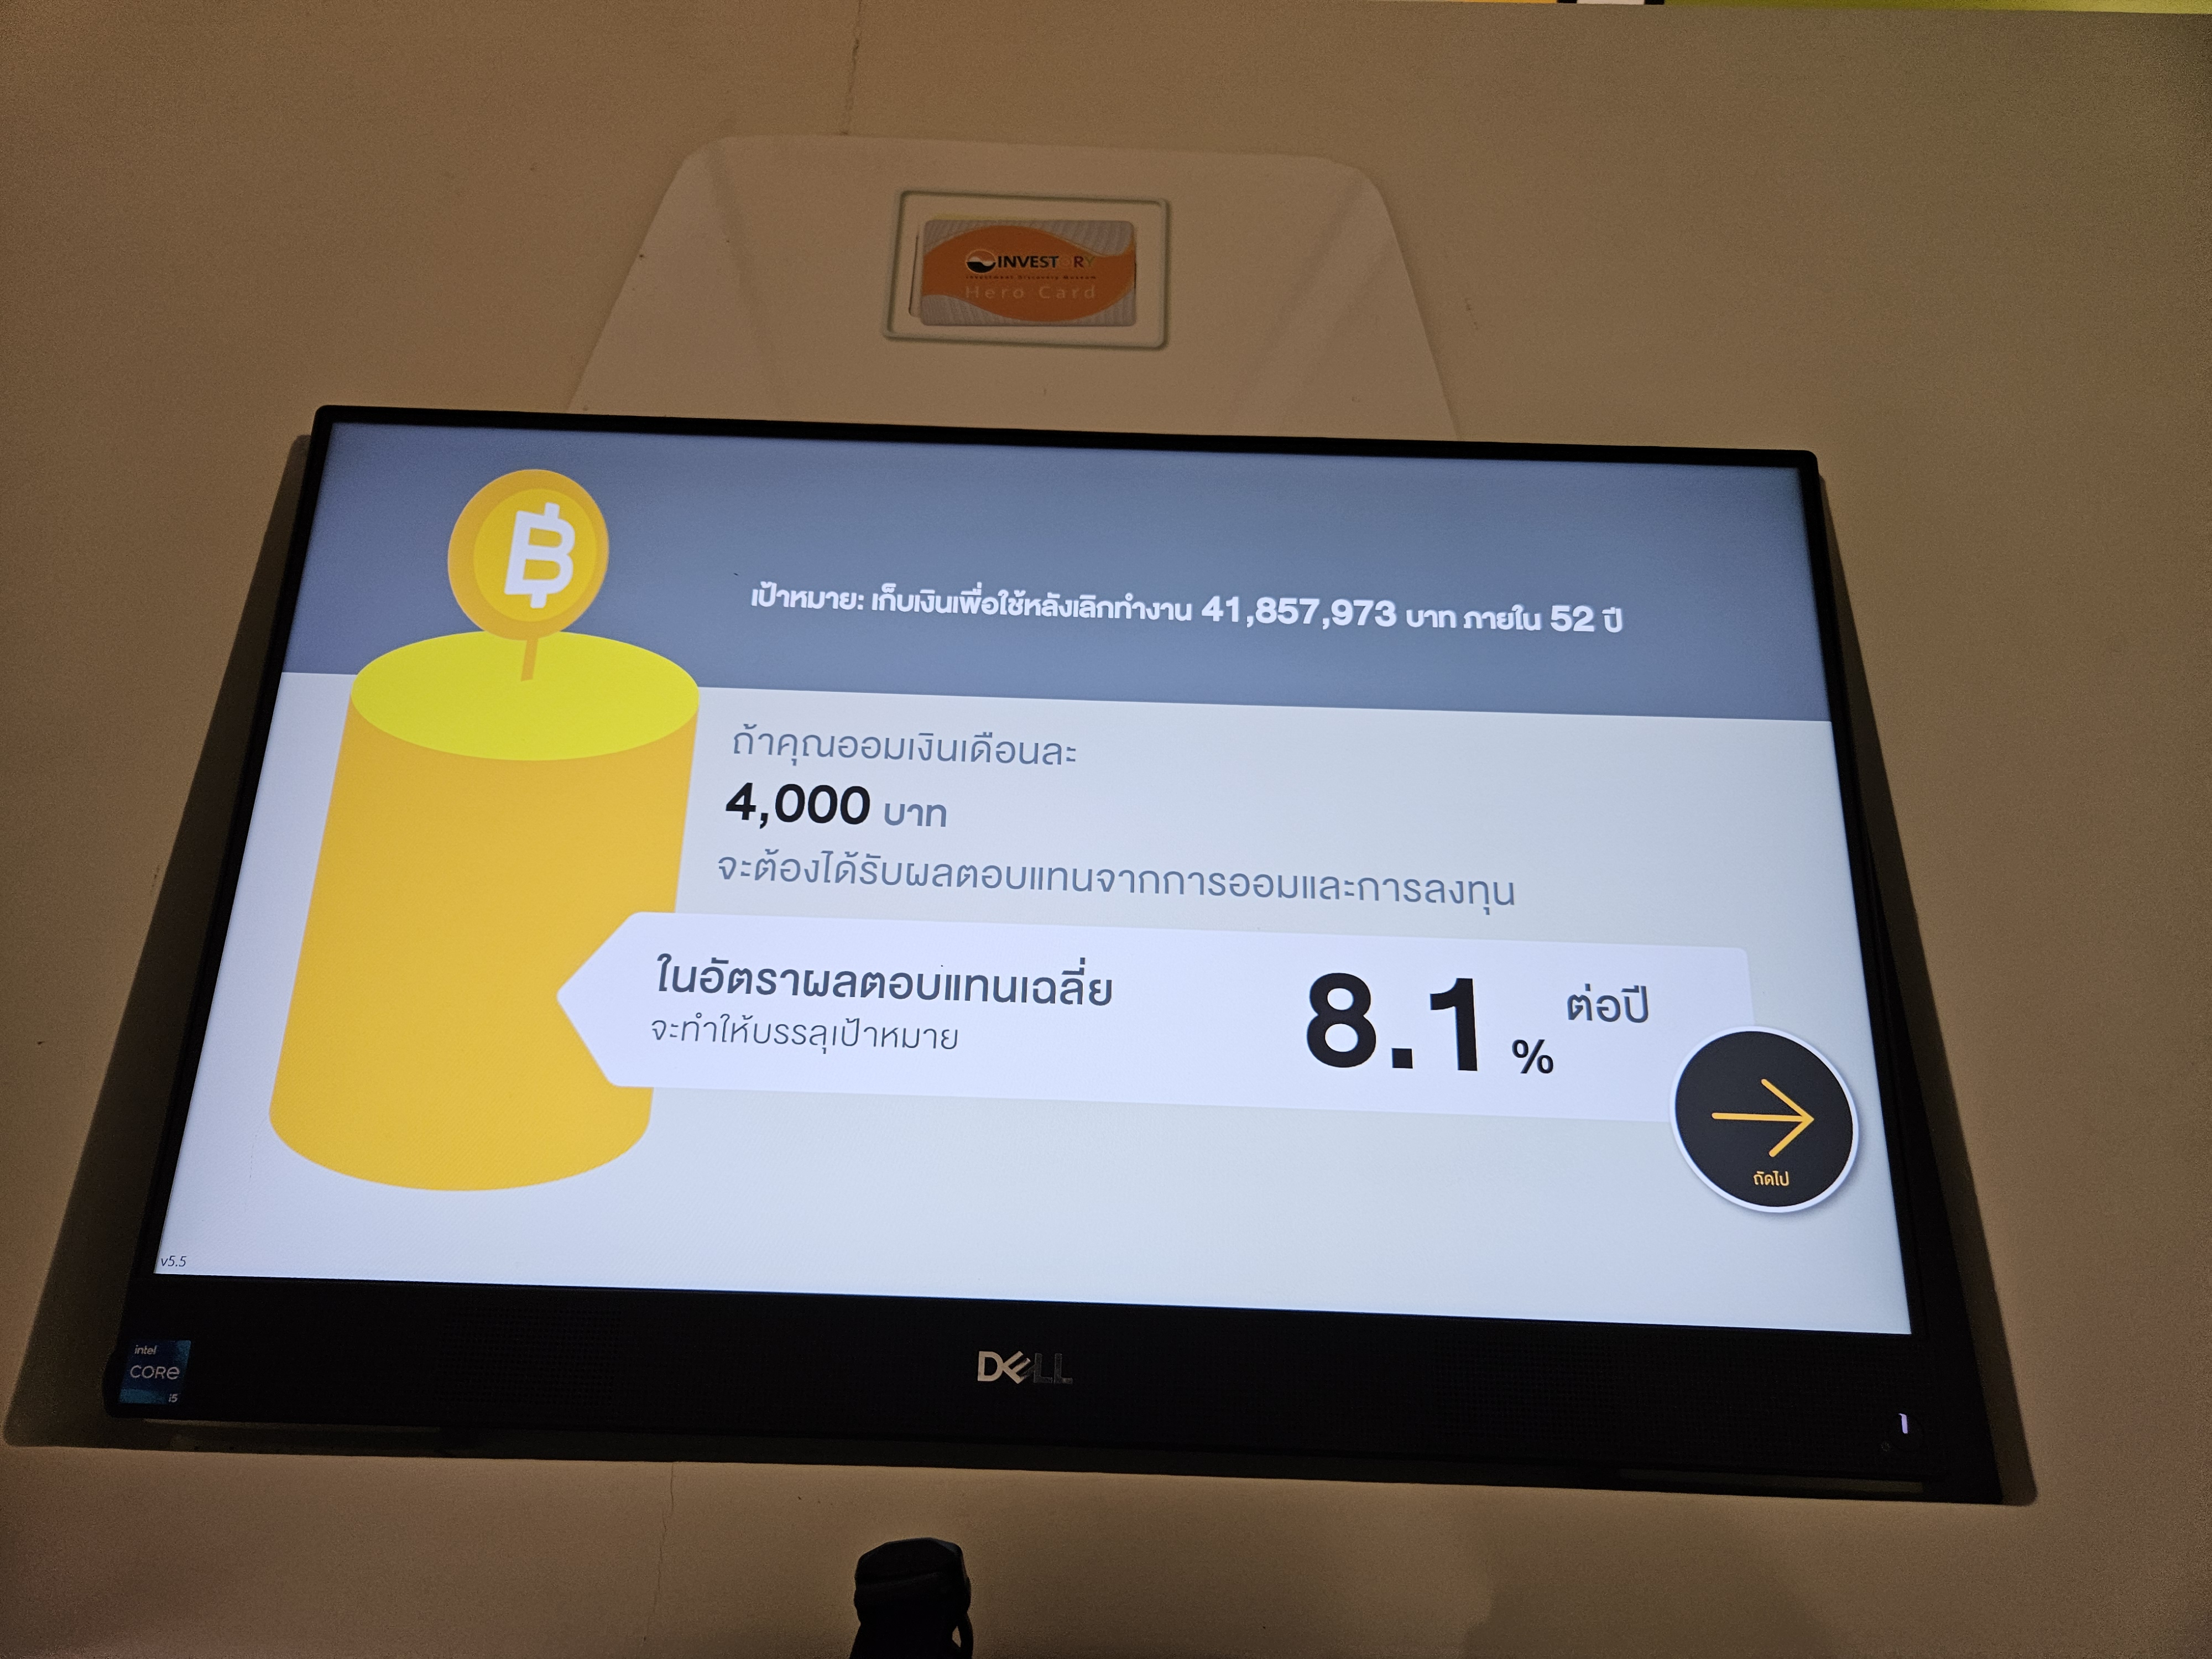 INVESTORY
Investment Discovery Museum
Hero Card
฿
เป้าหมาย: เก็บเงินเพื่อใช้หลังเลิกทำงาน 41,857,973 บาท ภายใน 52 ปี
ถ้าคุณออมเงินเดือนละ
4,000 บาท
จะต้องได้รับผลตอบแทนจากการออมและการลงทุน
ในอัตราผลตอบแทนเฉลี่ย
จะทำให้บรรลุเป้าหมาย
8.1 % ต่อปี
ถัดไป
v5.5
intel
CORE
i5
DELL